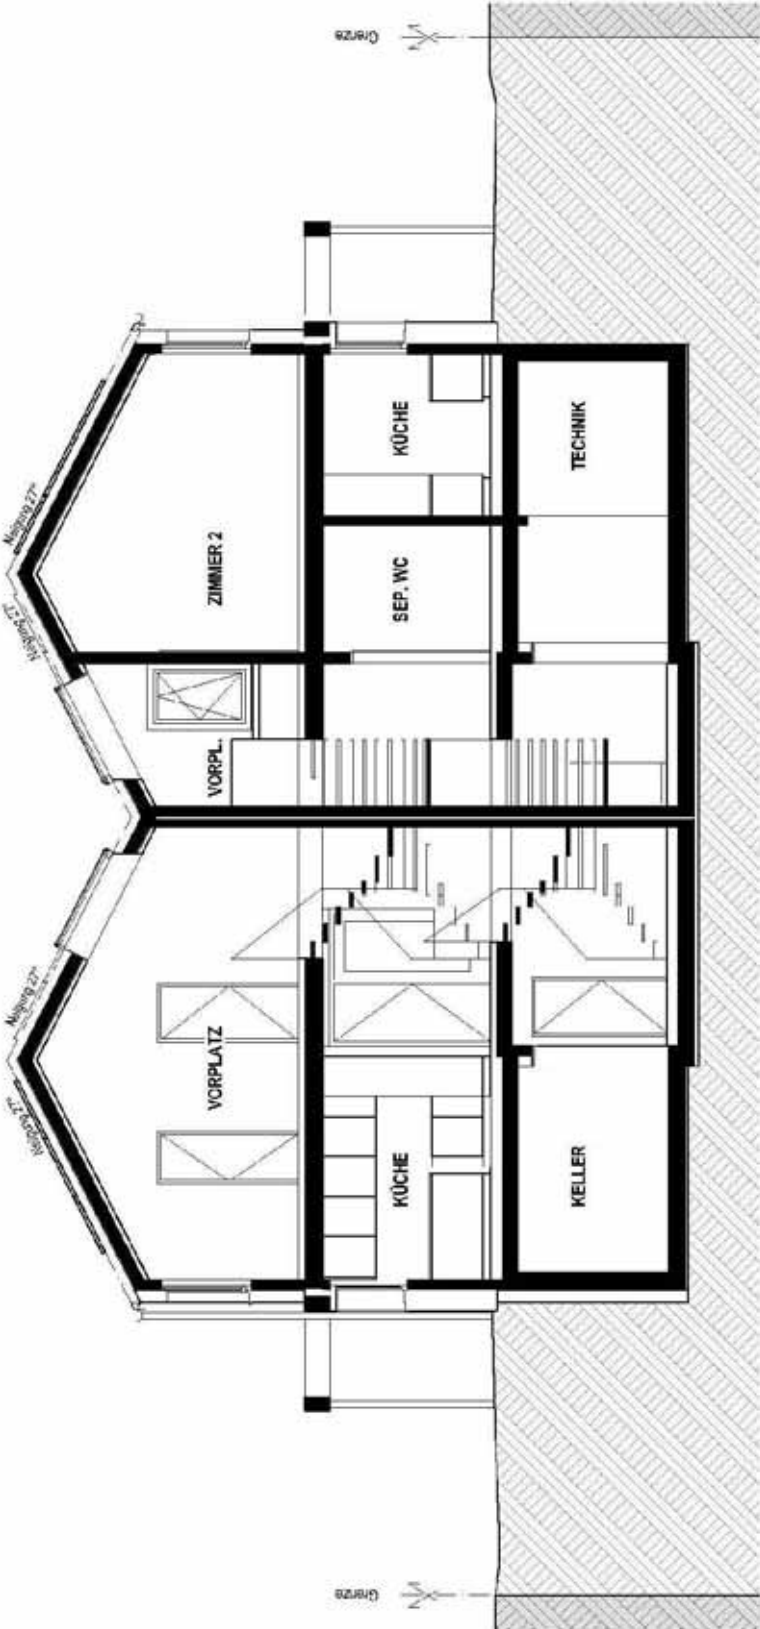 Grenze
Grenze
Neigung 27°
Neigung 27°
Neigung 27°
Neigung 27°
VORPLATZ
VORPL.
ZIMMER 2
KÜCHE
SEP. WC
KÜCHE
KELLER
TECHNIK